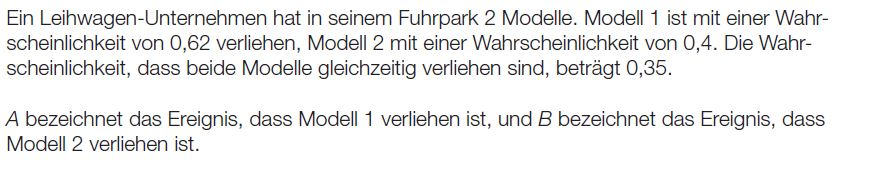 Ein Leihwagen-Unternehmen hat in seinem Fuhrpark 2 Modelle. Modell 1 ist mit einer Wahr-
scheinlichkeit von 0,62 verliehen, Modell 2 mit einer Wahrscheinlichkeit von 0,4. Die Wahr-
scheinlichkeit, dass beide Modelle gleichzeitig verliehen sind, beträgt 0,35.
A bezeichnet das Ereignis, dass Modell 1 verliehen ist, und B bezeichnet das Ereignis, dass
Modell 2 verliehen ist.